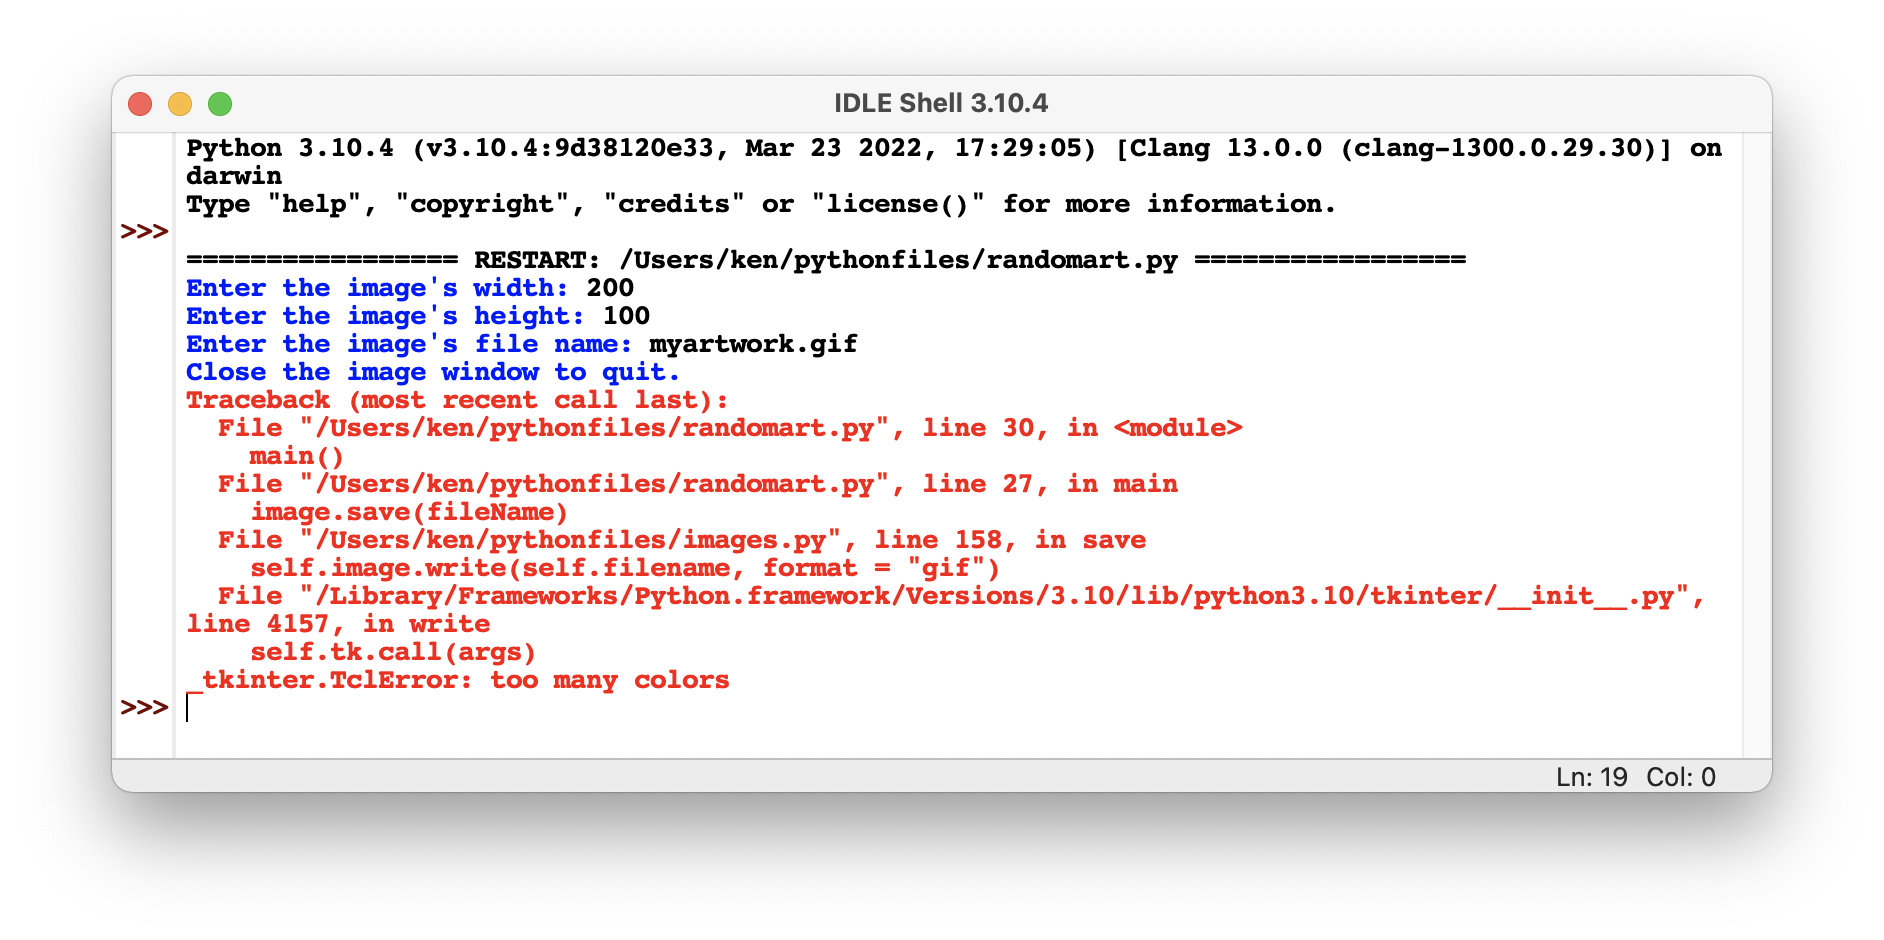 IDLE Shell 3.10.4
Python 3.10.4 (v3.10.4:9d38120e33, Mar 23 2022, 17:29:05) [Clang 13.0.0 (clang-1300.0.29.30)] on
darwin
Type "help", "copyright", "credits" or "license()" for more information.
>>>
================= RESTART: /Users/ken/pythonfiles/randomart.py =================
Enter the image's width: 200
Enter the image's height: 100
Enter the image's file name: myartwork.gif
Close the image window to quit.
Traceback (most recent call last):
  File "/Users/ken/pythonfiles/randomart.py", line 30, in <module>
    main()
  File "/Users/ken/pythonfiles/randomart.py", line 27, in main
    image.save(fileName)
  File "/Users/ken/pythonfiles/images.py", line 158, in save
    self.image.write(self.filename, format = "gif")
  File "/Library/Frameworks/Python.framework/Versions/3.10/lib/python3.10/tkinter/__init__.py",
line 4157, in write
    self.tk.call(args)
_tkinter.TclError: too many colors
>>>
Ln: 19 Col: 0